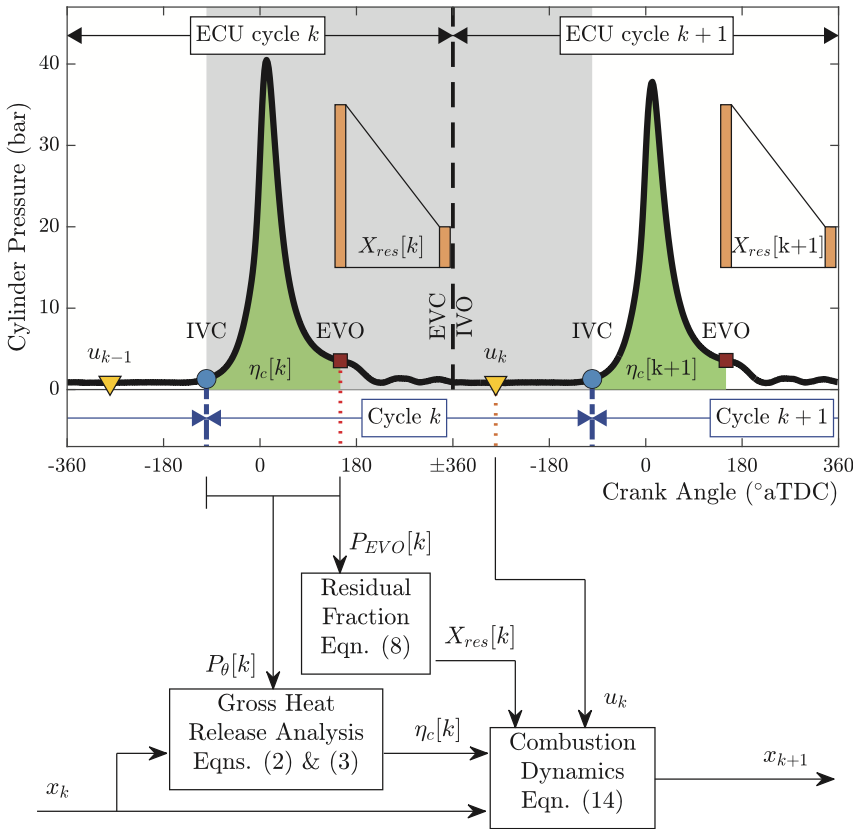 ECU cycle k
ECU cycle k + 1
Cylinder Pressure (bar)
40
30
20
10
0
X_res[k]
X_res[k+1]
EVC
IVO
IVC
EVO
IVC
EVO
u_{k−1}
η_c[k]
u_k
η_c[k+1]
Cycle k
Cycle k + 1
-360
-180
0
180
±360
-180
0
180
360
Crank Angle (°aTDC)
P_EVO[k]
Residual
Fraction
Eqn. (8)
X_res[k]
P_θ[k]
u_k
Gross Heat
Release Analysis
Eqns. (2) & (3)
η_c[k]
Combustion
Dynamics
Eqn. (14)
x_k
x_{k+1}